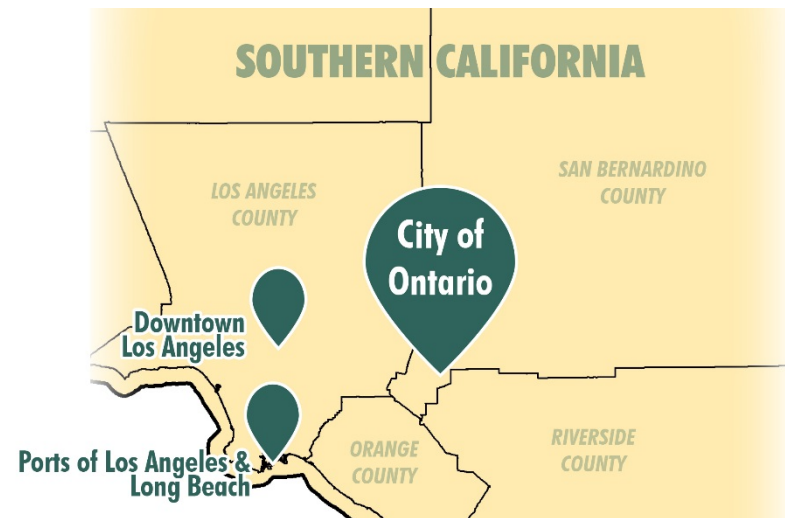 SOUTHERN CALIFORNIA
SAN BERNARDINO
COUNTY
LOS ANGELES
COUNTY
City of
Ontario
Downtown
Los Angeles
Ports of Los Angeles &
Long Beach
ORANGE
COUNTY
RIVERSIDE
COUNTY